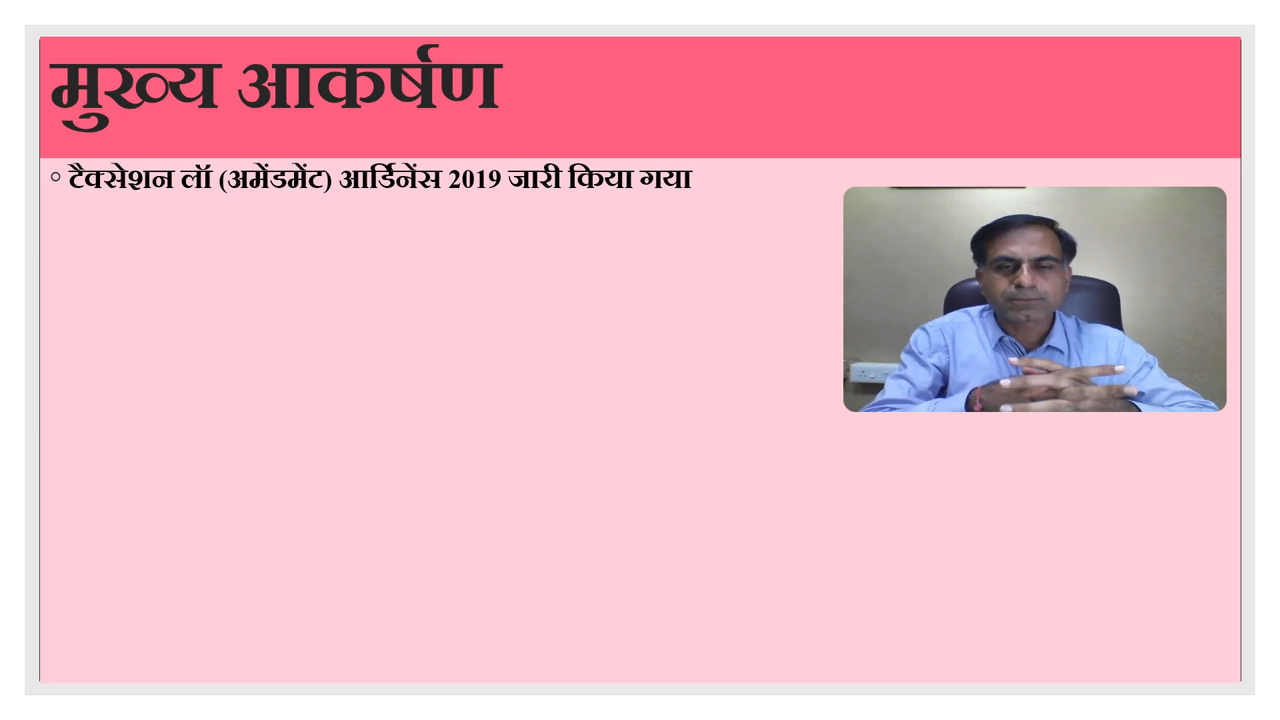 मुख्य आकर्षण
◦ टैक्सेशन लॉ (अमेंडमेंट) आर्डिनेंस 2019 जारी किया गया